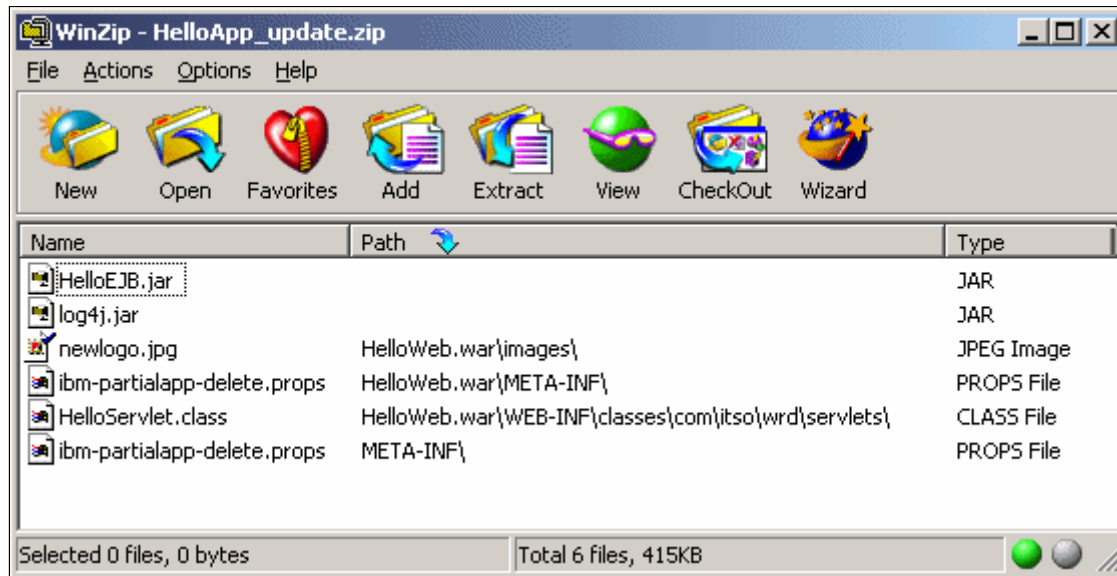 WinZip - HelloApp_update.zip
File Actions Options Help
New Open Favorites Add Extract View CheckOut Wizard
Name Path Type
HelloEJB.jar JAR
log4j.jar JAR
newlogo.jpg HelloWeb.war\images\ JPEG Image
ibm-partialapp-delete.props HelloWeb.war\META-INF\ PROPS File
HelloServlet.class HelloWeb.war\WEB-INF\classes\com\itso\wrd\servlets\ CLASS File
ibm-partialapp-delete.props META-INF\ PROPS File
Selected 0 files, 0 bytes Total 6 files, 415KB